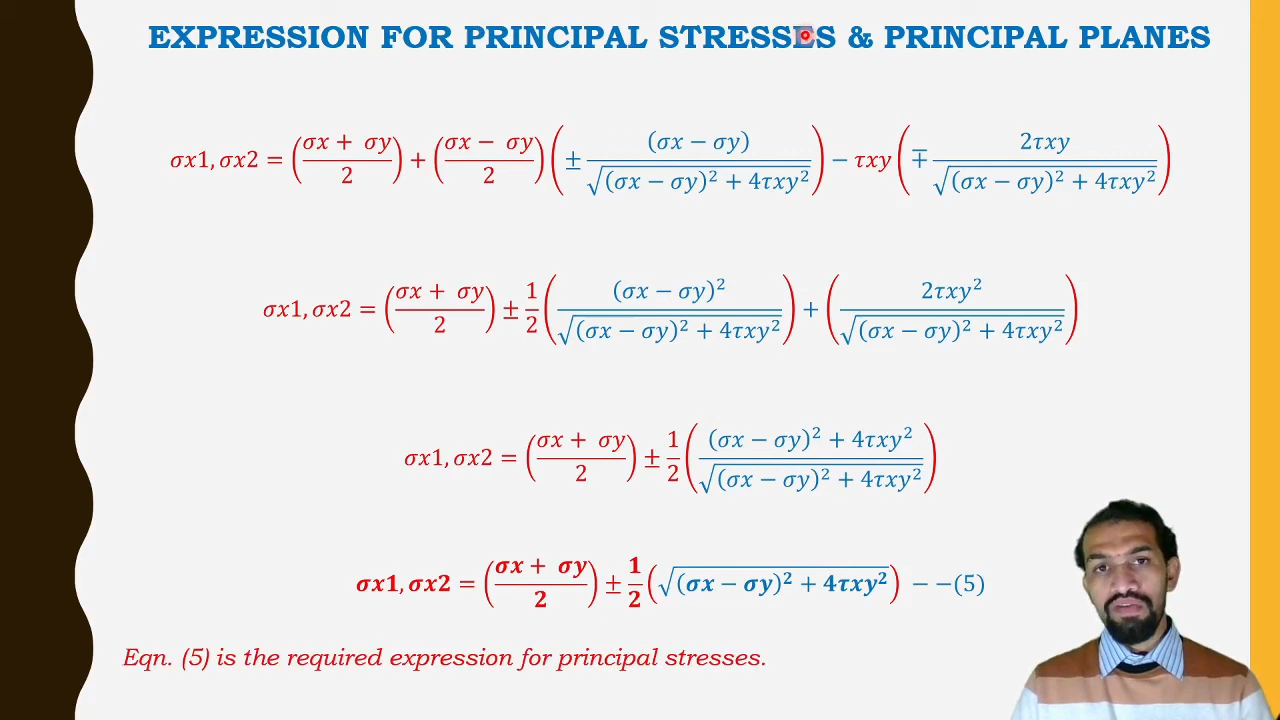 EXPRESSION FOR PRINCIPAL STRESSES & PRINCIPAL PLANES
σx1, σx2 = ((σx + σy)/2) + ((σx − σy)/2) (± (σx − σy)/√((σx − σy)² + 4τxy²)) − τxy (∓ 2τxy/√((σx − σy)² + 4τxy²))
σx1, σx2 = ((σx + σy)/2) ± 1/2 ((σx − σy)²/√((σx − σy)² + 4τxy²)) + (2τxy²/√((σx − σy)² + 4τxy²))
σx1, σx2 = ((σx + σy)/2) ± 1/2 (((σx − σy)² + 4τxy²)/√((σx − σy)² + 4τxy²))
σx1, σx2 = ((σx + σy)/2) ± 1/2 (√((σx − σy)² + 4τxy²)) − −(5)
Eqn. (5) is the required expression for principal stresses.